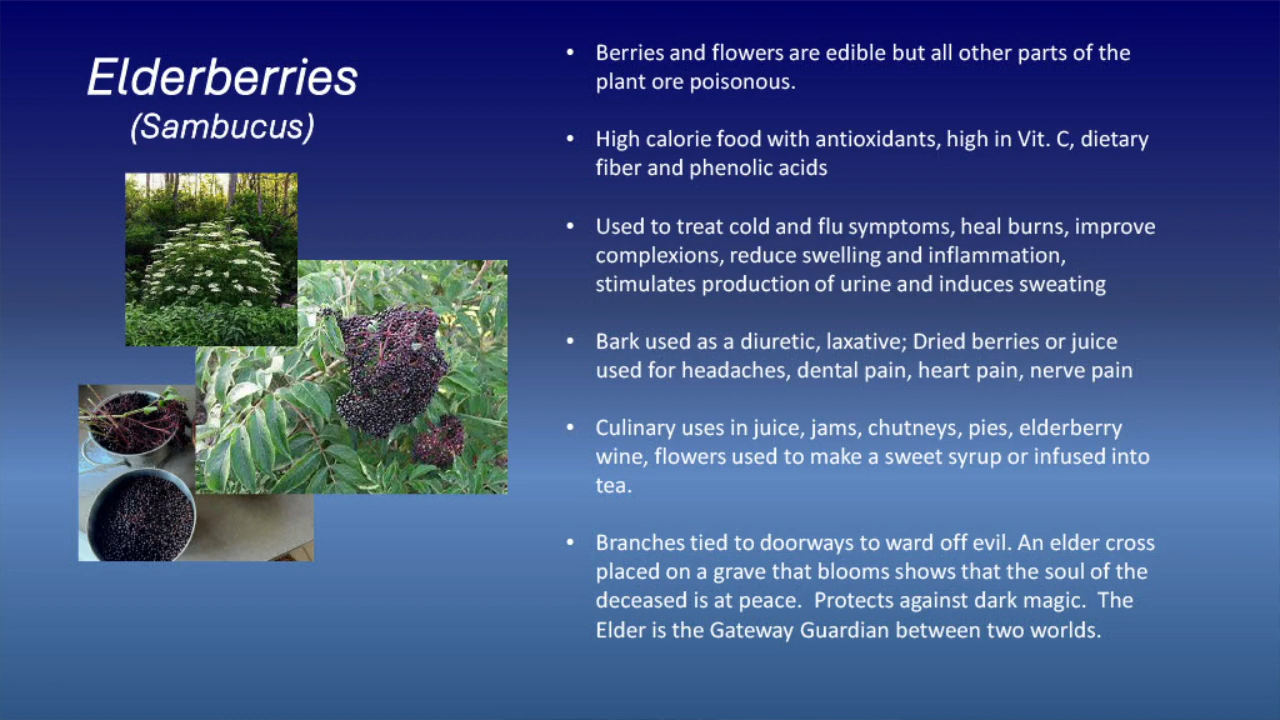 Elderberries
(Sambucus)
• Berries and flowers are edible but all other parts of the
plant ore poisonous.
• High calorie food with antioxidants, high in Vit. C, dietary
fiber and phenolic acids
• Used to treat cold and flu symptoms, heal burns, improve
complexions, reduce swelling and inflammation,
stimulates production of urine and induces sweating
• Bark used as a diuretic, laxative; Dried berries or juice
used for headaches, dental pain, heart pain, nerve pain
• Culinary uses in juice, jams, chutneys, pies, elderberry
wine, flowers used to make a sweet syrup or infused into
tea.
• Branches tied to doorways to ward off evil. An elder cross
placed on a grave that blooms shows that the soul of the
deceased is at peace.  Protects against dark magic.  The
Elder is the Gateway Guardian between two worlds.